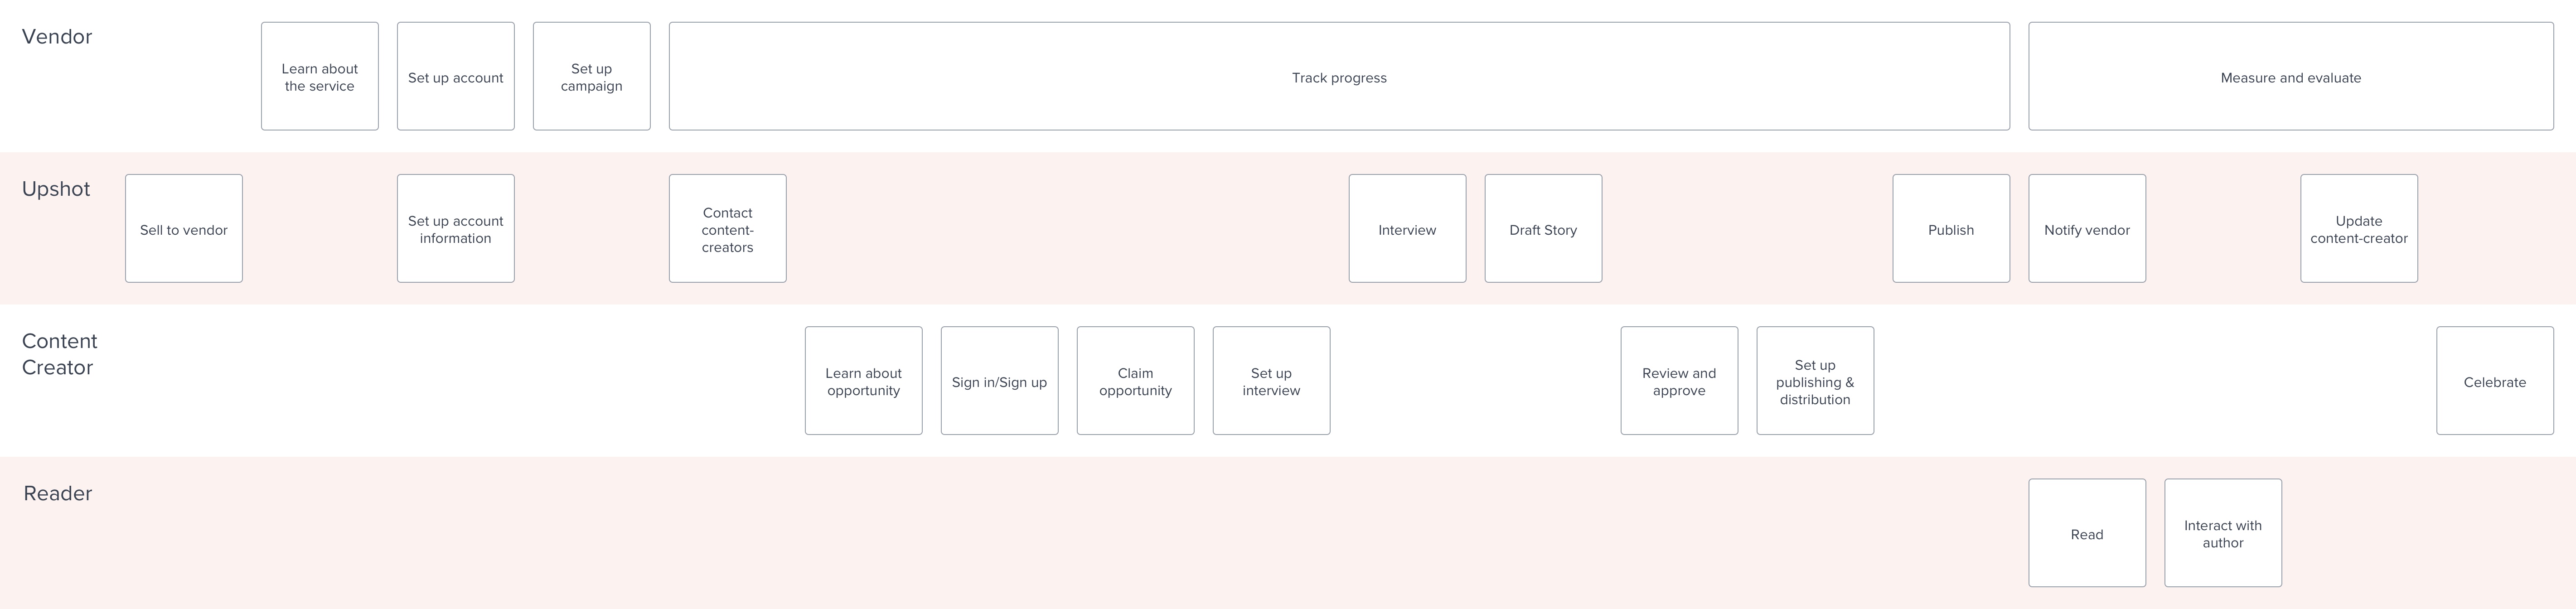 Vendor
Learn about
the service
Set up account
Set up
campaign
Track progress
Measure and evaluate
Upshot
Sell to vendor
Set up account
information
Contact
content-
creators
Interview
Draft Story
Publish
Notify vendor
Update
content-creator
Content
Creator
Learn about
opportunity
Sign in/Sign up
Claim
opportunity
Set up
interview
Review and
approve
Set up
publishing &
distribution
Celebrate
Reader
Read
Interact with
author